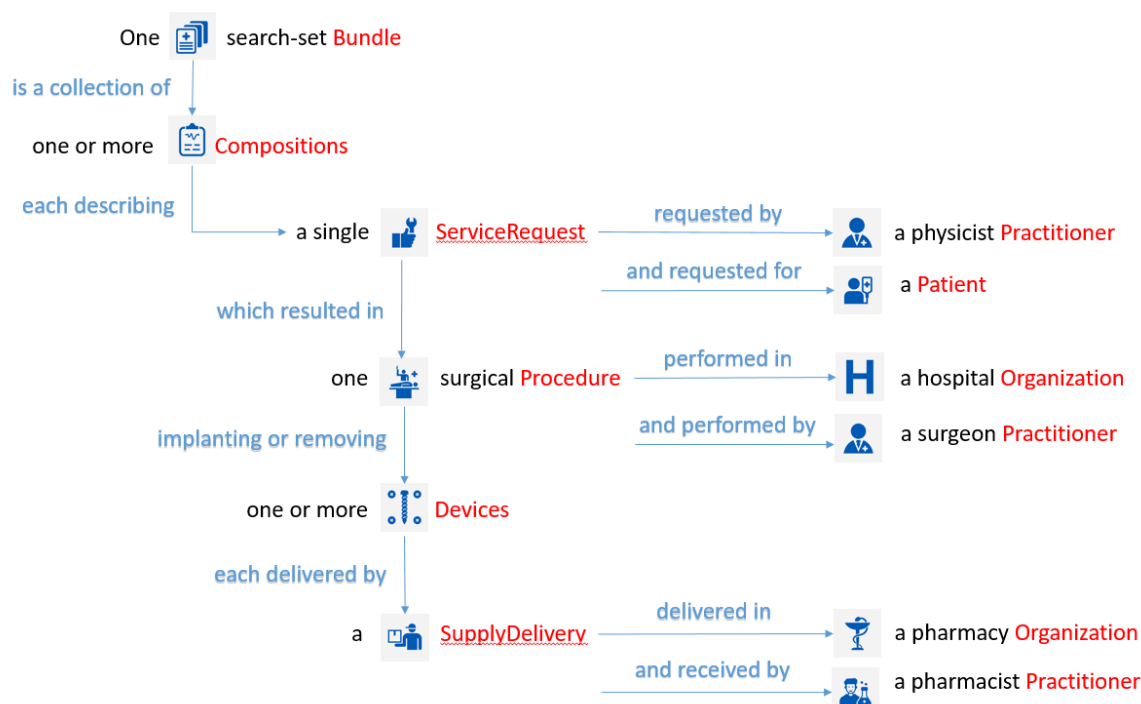 One search-set Bundle
is a collection of
one or more Compositions
each describing
a single ServiceRequest requested by a physicist Practitioner
and requested for a Patient
which resulted in
one surgical Procedure performed in H a hospital Organization
implanting or removing and performed by a surgeon Practitioner
one or more Devices
each delivered by
a SupplyDelivery delivered in a pharmacy Organization
and received by a pharmacist Practitioner